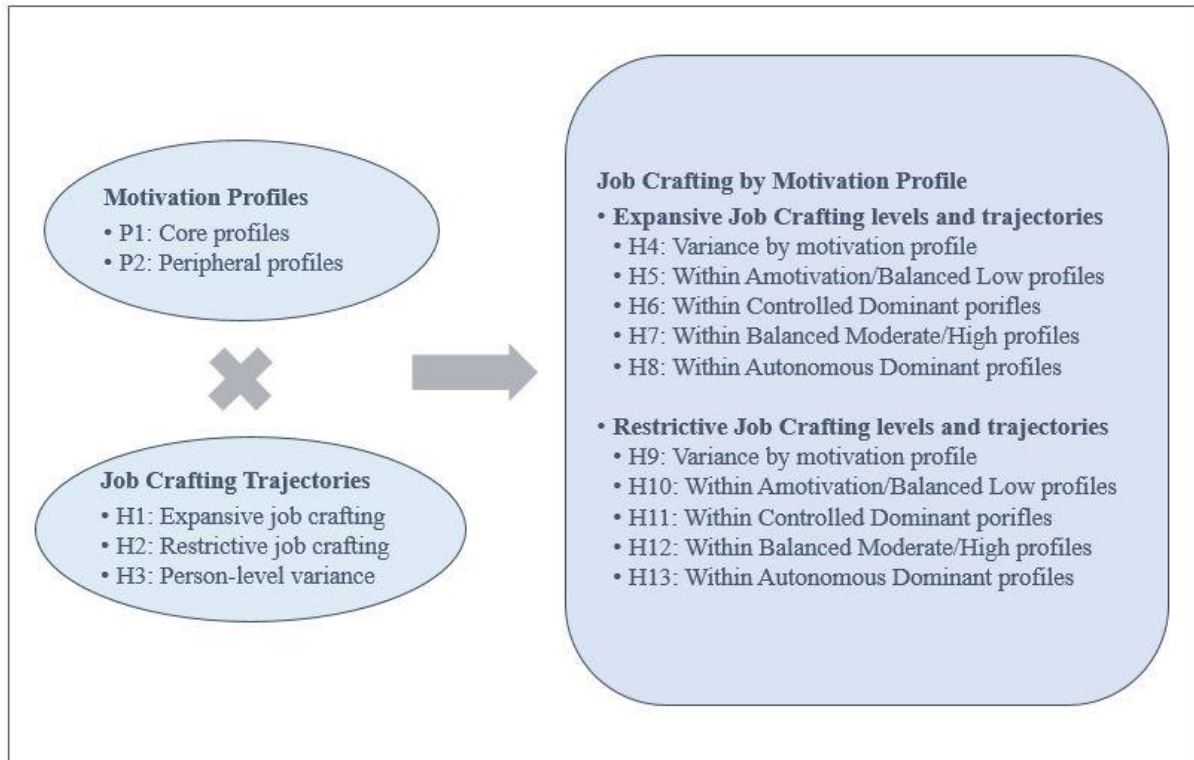 Motivation Profiles
• P1: Core profiles
• P2: Peripheral profiles
Job Crafting Trajectories
• H1: Expansive job crafting
• H2: Restrictive job crafting
• H3: Person-level variance
Job Crafting by Motivation Profile
• Expansive Job Crafting levels and trajectories
• H4: Variance by motivation profile
• H5: Within Amotivation/Balanced Low profiles
• H6: Within Controlled Dominant porifles
• H7: Within Balanced Moderate/High profiles
• H8: Within Autonomous Dominant profiles
• Restrictive Job Crafting levels and trajectories
• H9: Variance by motivation profile
• H10: Within Amotivation/Balanced Low profiles
• H11: Within Controlled Dominant porifles
• H12: Within Balanced Moderate/High profiles
• H13: Within Autonomous Dominant profiles